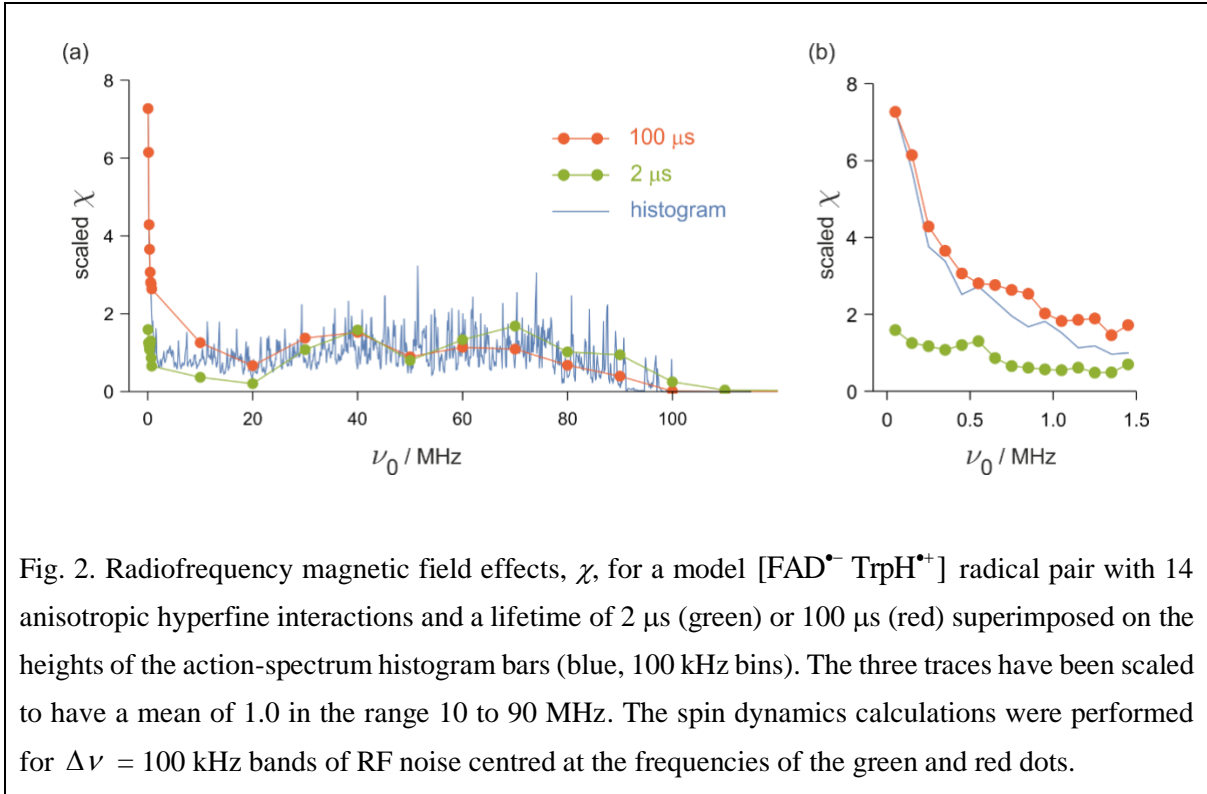 (a)
(b)
8
6
4
2
0
scaled χ
100 μs
2 μs
histogram
0
20
40
60
80
100
ν0 / MHz
8
6
4
2
0
scaled χ
0
0.5
1.0
1.5
ν0 / MHz
Fig. 2. Radiofrequency magnetic field effects, χ, for a model [FAD•− TrpH•+] radical pair with 14
anisotropic hyperfine interactions and a lifetime of 2 μs (green) or 100 μs (red) superimposed on the
heights of the action-spectrum histogram bars (blue, 100 kHz bins). The three traces have been scaled
to have a mean of 1.0 in the range 10 to 90 MHz. The spin dynamics calculations were performed
for Δν = 100 kHz bands of RF noise centred at the frequencies of the green and red dots.